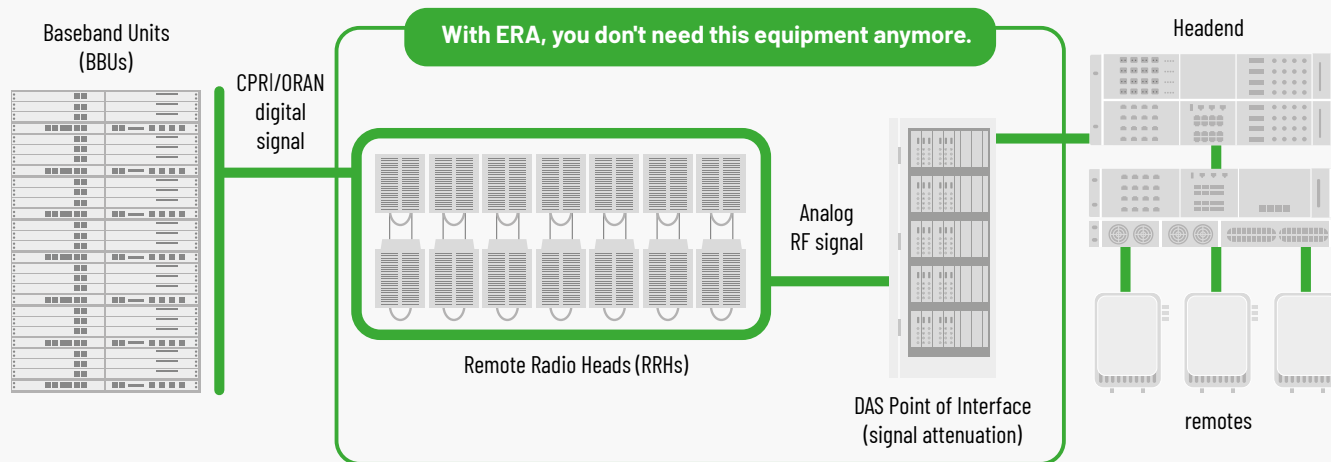 With ERA, you don't need this equipment anymore.
Baseband Units
(BBUs)
CPRI/ORAN
digital
signal
Remote Radio Heads (RRHs)
Analog
RF signal
DAS Point of Interface
(signal attenuation)
Headend
remotes